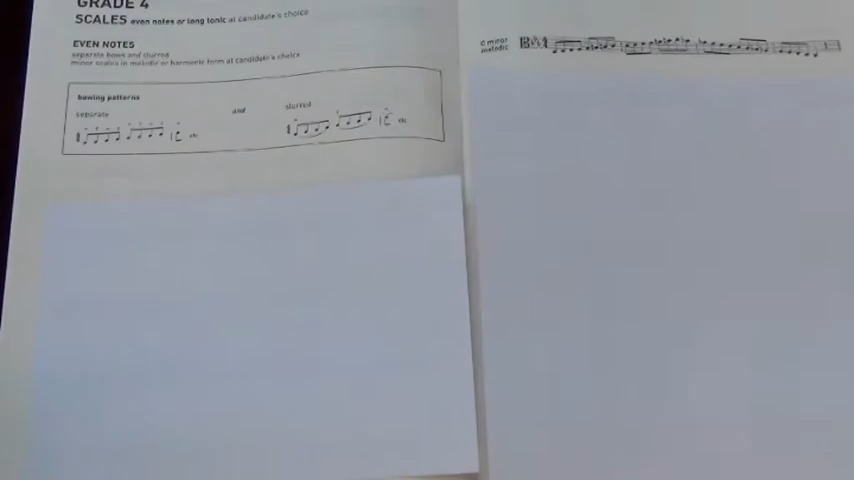 GRADE 4
SCALES even notes or long tonic at candidate's choice
EVEN NOTES
separate bows and slurred
minor scales in melodic or harmonic form at candidate's choice
bowing patterns
separate
and
slurred
etc
etc
c minor
melodic